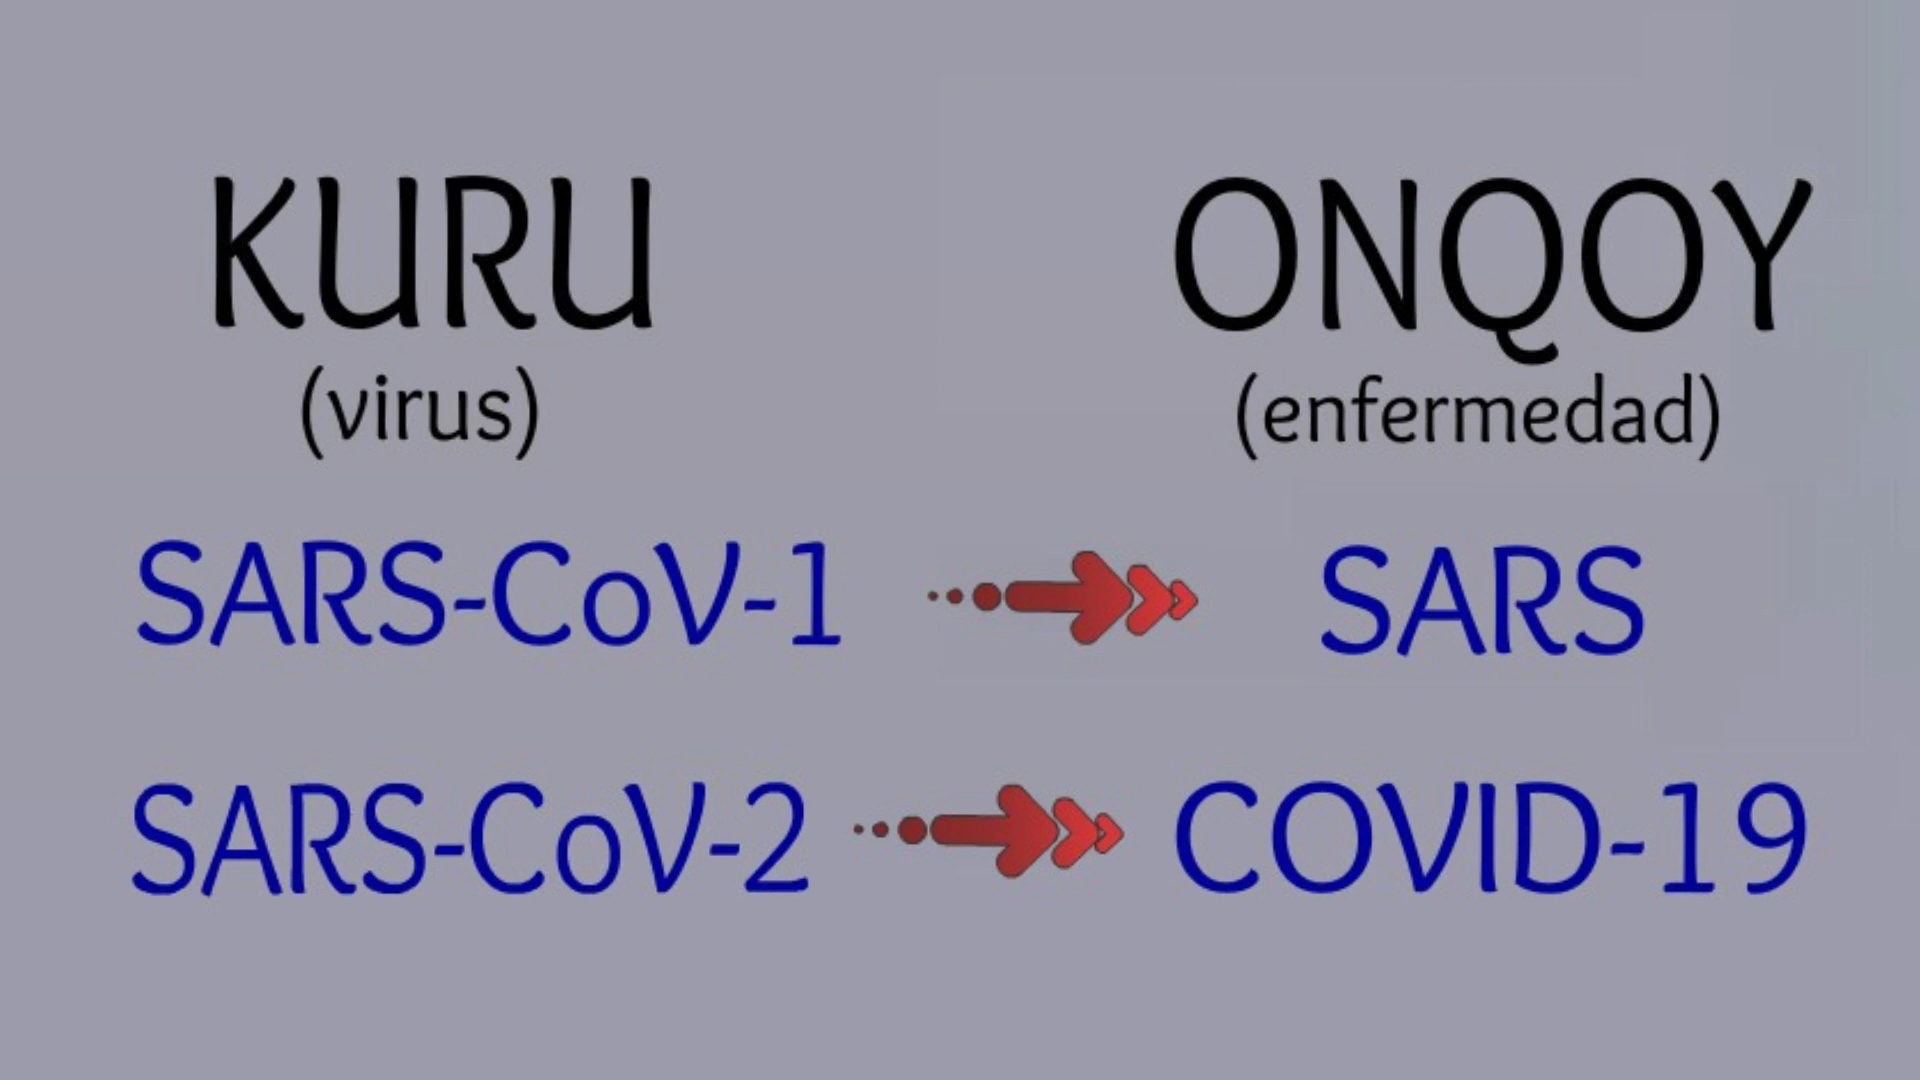 KURU ONQOY
(virus) (enfermedad)
SARS-CoV-1 SARS
SARS-CoV-2 COVID-19